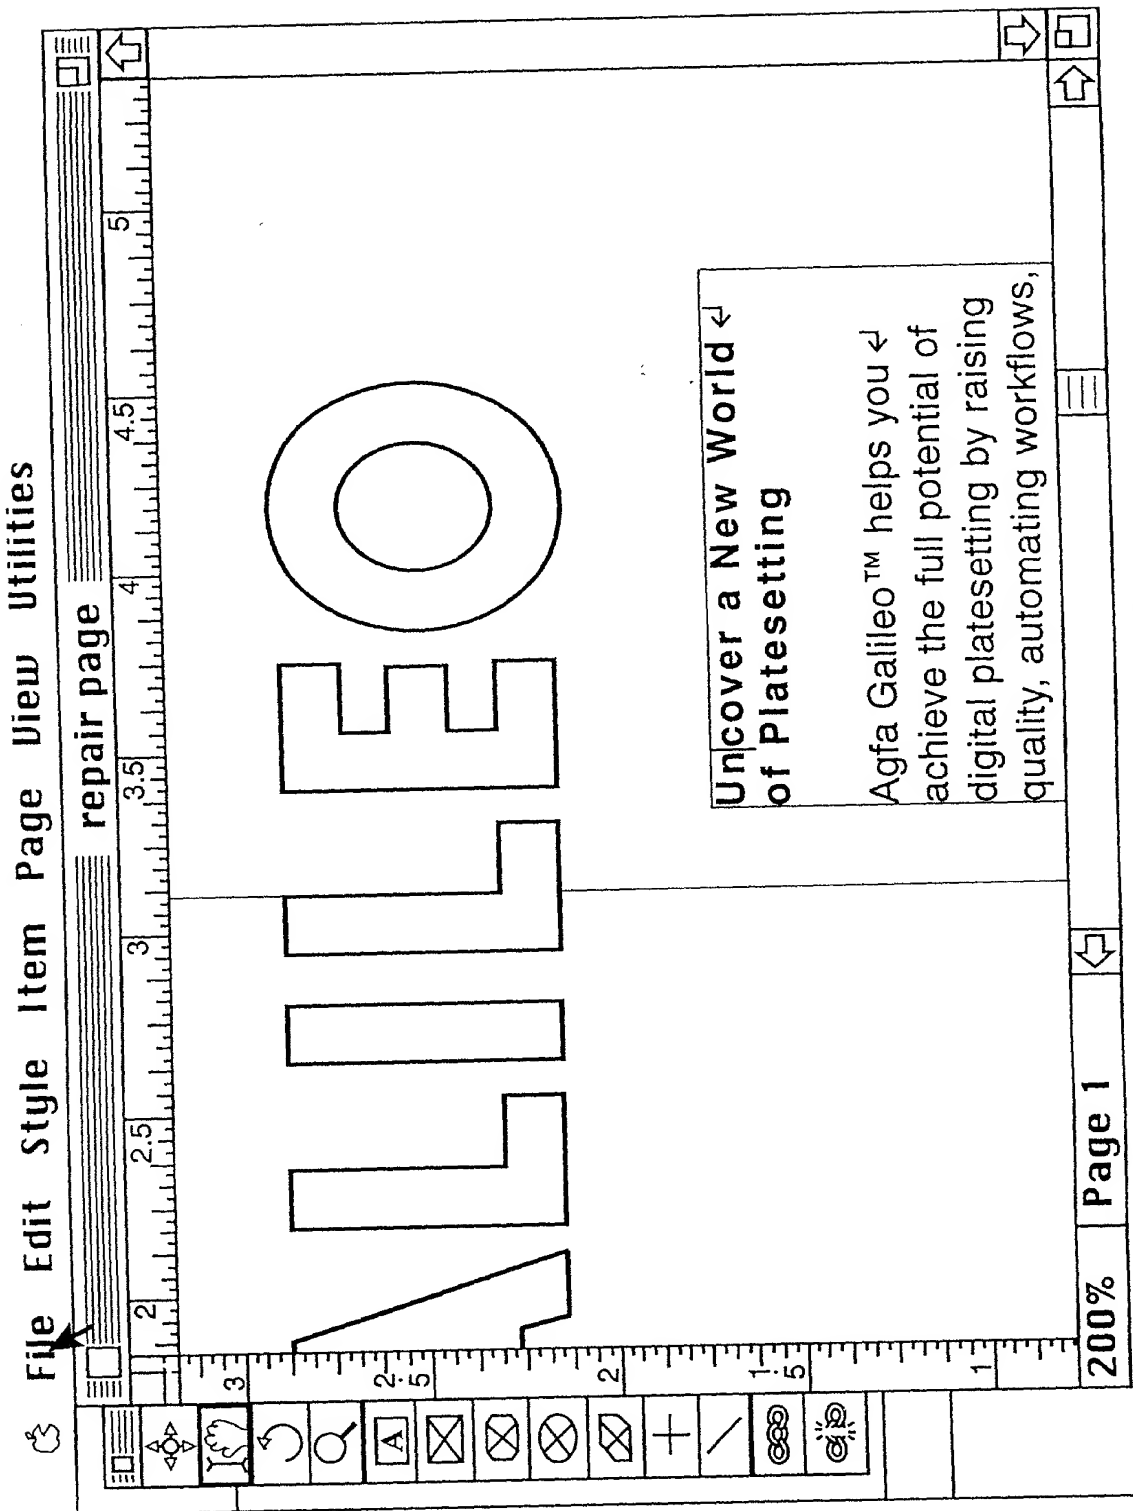 File Edit Style Item Page View Utilities
repair page
2 2.5 3 3.5 4 4.5 5
3
2.5
2
1.5
1
A
ALILEO
Uncover a New World ↵
of Platesetting
Agfa Galileo™ helps you ↵
achieve the full potential of
digital platesetting by raising
quality, automating workflows,
200% Page 1